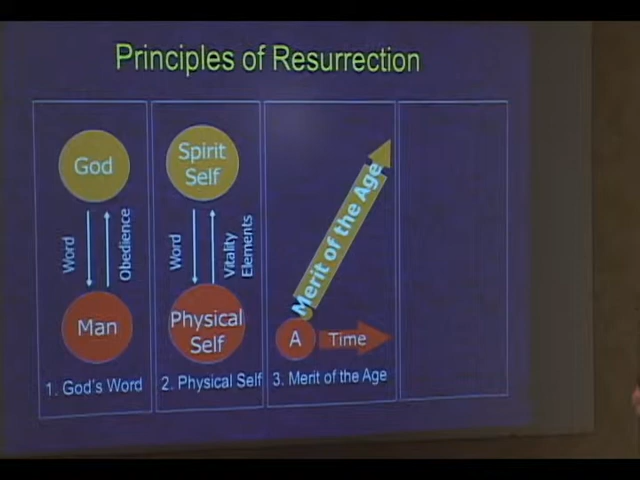 Principles of Resurrection
God
Word
Obedience
Man
1. God's Word
Spirit
Self
Word
Vitality
Elements
Physical
Self
2. Physical Self
Merit of the Age
A
Time
3. Merit of the Age